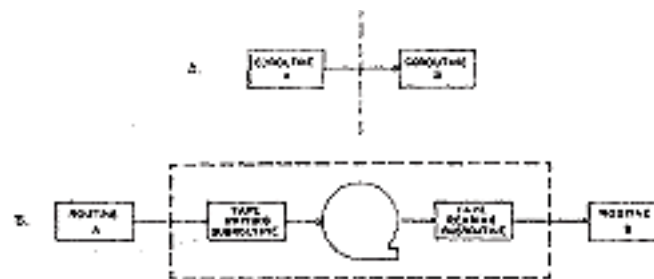 A.
COROUTINE
A
COROUTINE
B
B.
ROUTINE
A
TAPE
WRITING
SUBROUTINE
TAPE
READING
SUBROUTINE
ROUTINE
B